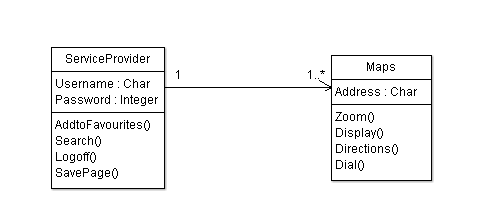 ServiceProvider
Username : Char
Password : Integer
AddtoFavourites()
Search()
Logoff()
SavePage()
1
1..*
Maps
Address : Char
Zoom()
Display()
Directions()
Dial()